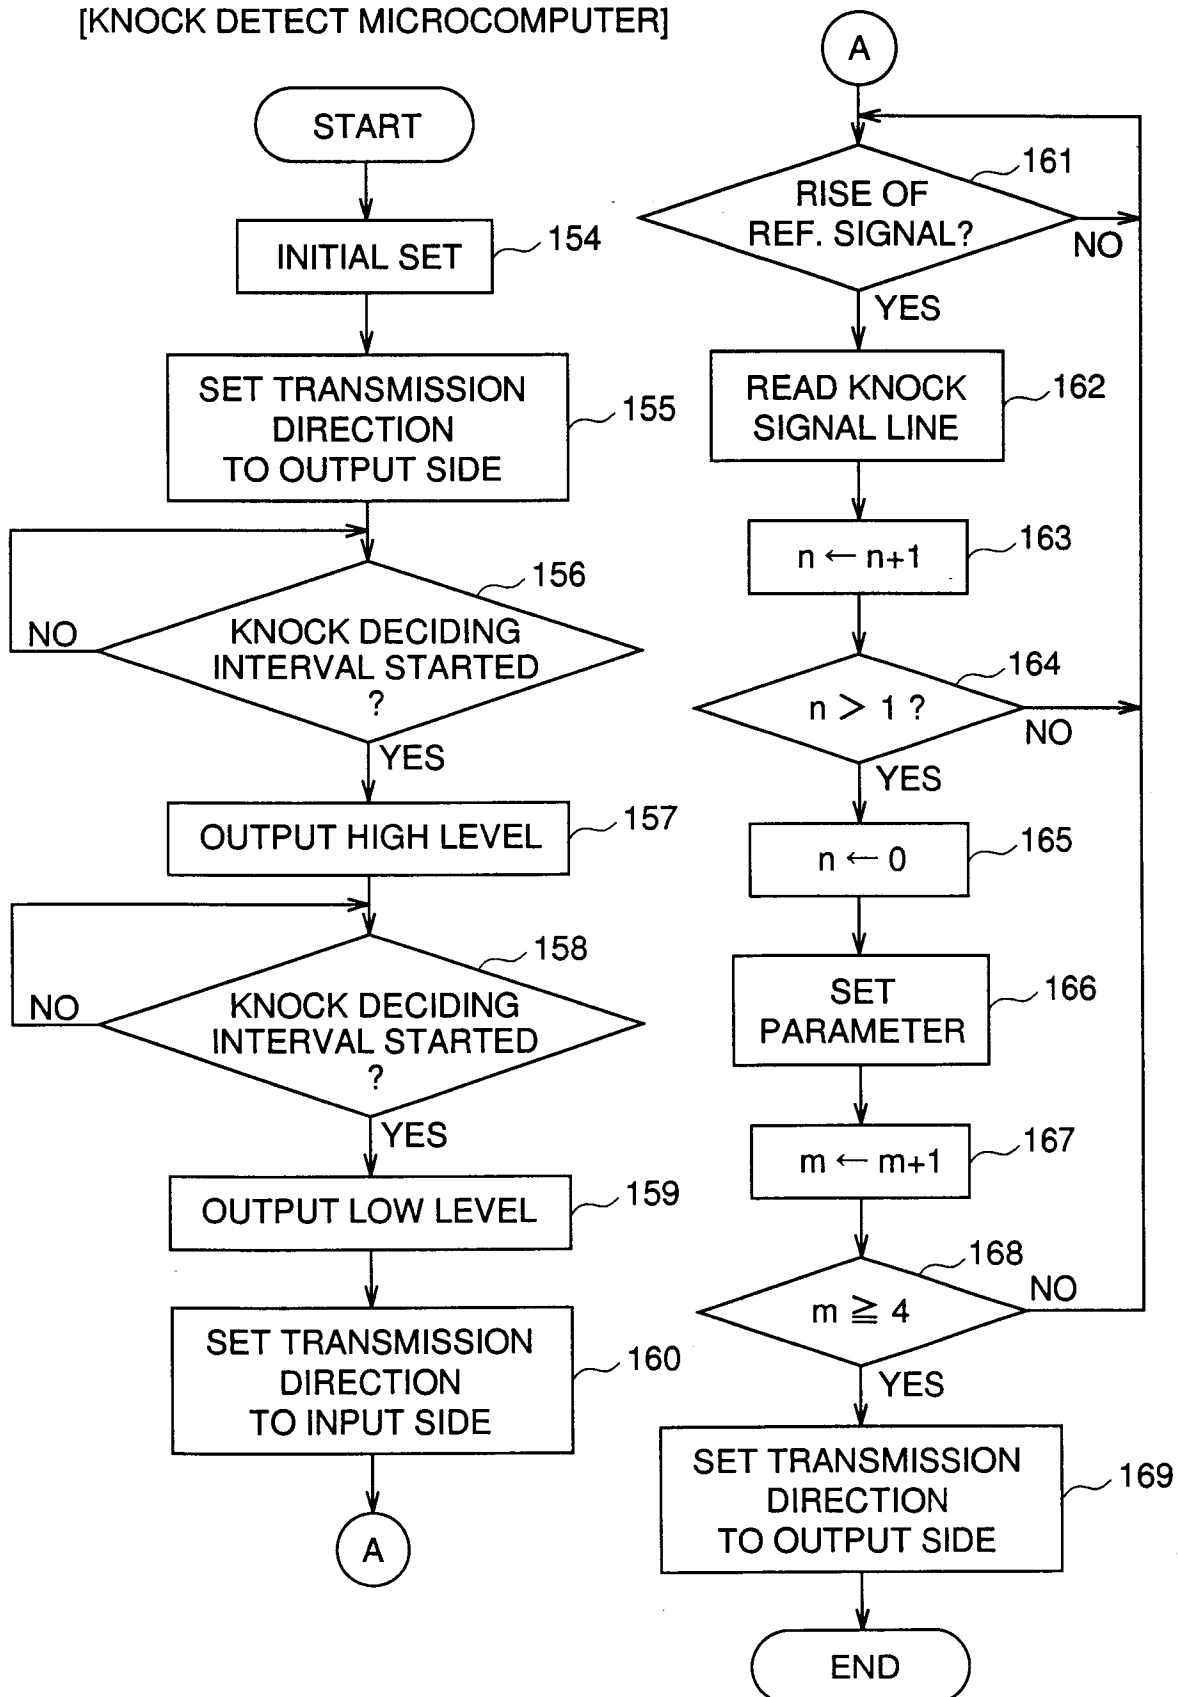 [KNOCK DETECT MICROCOMPUTER]
START
INITIAL SET
154
SET TRANSMISSION
DIRECTION
TO OUTPUT SIDE
155
KNOCK DECIDING
INTERVAL STARTED
?
156
NO
YES
OUTPUT HIGH LEVEL
157
KNOCK DECIDING
INTERVAL STARTED
?
158
NO
YES
OUTPUT LOW LEVEL
159
SET TRANSMISSION
DIRECTION
TO INPUT SIDE
160
A
A
RISE OF
REF. SIGNAL?
161
NO
YES
READ KNOCK
SIGNAL LINE
162
n ← n+1
163
n > 1 ?
164
NO
YES
n ← 0
165
SET
PARAMETER
166
m ← m+1
167
m ≧ 4
168
NO
YES
SET TRANSMISSION
DIRECTION
TO OUTPUT SIDE
169
END